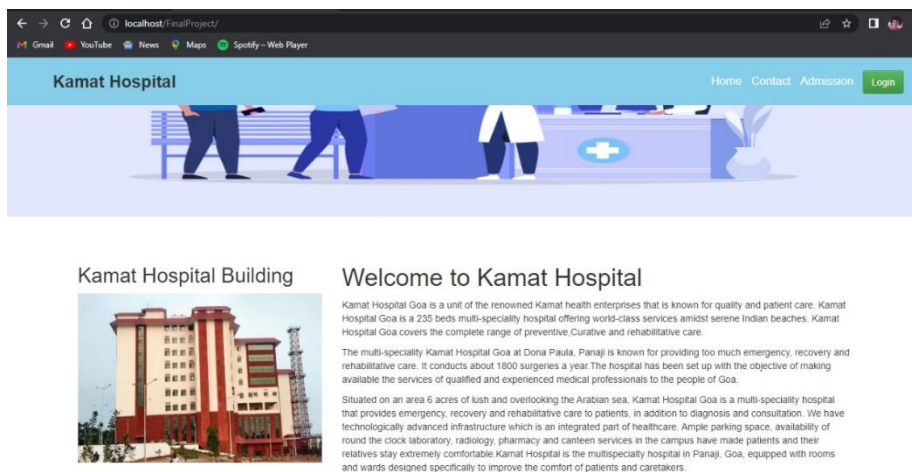 localhost/FinalProject/
Gmail YouTube News Maps Spotify – Web Player
Kamat Hospital
Home Contact Admission Login
Kamat Hospital Building
Welcome to Kamat Hospital
Kamat Hospital Goa is a unit of the renowned Kamat health enterprises that is known for quality and patient care. Kamat
Hospital Goa is a 235 beds multi-speciality hospital offering world-class services amidst serene Indian beaches. Kamat
Hospital Goa covers the complete range of preventive,Curative and rehabilitative care.
The multi-speciality Kamat Hospital Goa at Dona Paula, Panaji is known for providing too much emergency, recovery and
rehabilitative care. It conducts about 1800 surgeries a year.The hospital has been set up with the objective of making
available the services of qualified and experienced medical professionals to the people of Goa.
Situated on an area 6 acres of lush and overlooking the Arabian sea, Kamat Hospital Goa is a multi-speciality hospital
that provides emergency, recovery and rehabilitative care to patients, in addition to diagnosis and consultation. We have
technologically advanced infrastructure which is an integrated part of healthcare. Ample parking space, availability of
round the clock laboratory, radiology, pharmacy and canteen services in the campus have made patients and their
relatives stay extremely comfortable.Kamat Hospital is the multispecialty hospital in Panaji, Goa, equipped with rooms
and wards designed specifically to improve the comfort of patients and caretakers.